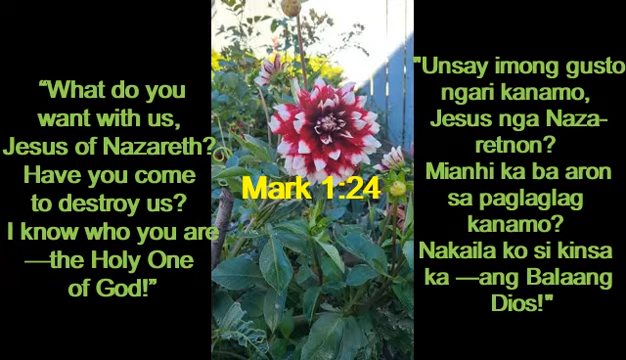 “What do you
want with us,
Jesus of Nazareth?
Have you come
to destroy us?
I know who you are
—the Holy One
of God!”
Mark 1:24
"Unsay imong gusto
ngari kanamo,
Jesus nga Naza-
retnon?
Mianhi ka ba aron
sa paglaglag
kanamo?
Nakaila ko si kinsa
ka —ang Balaang
Dios!"